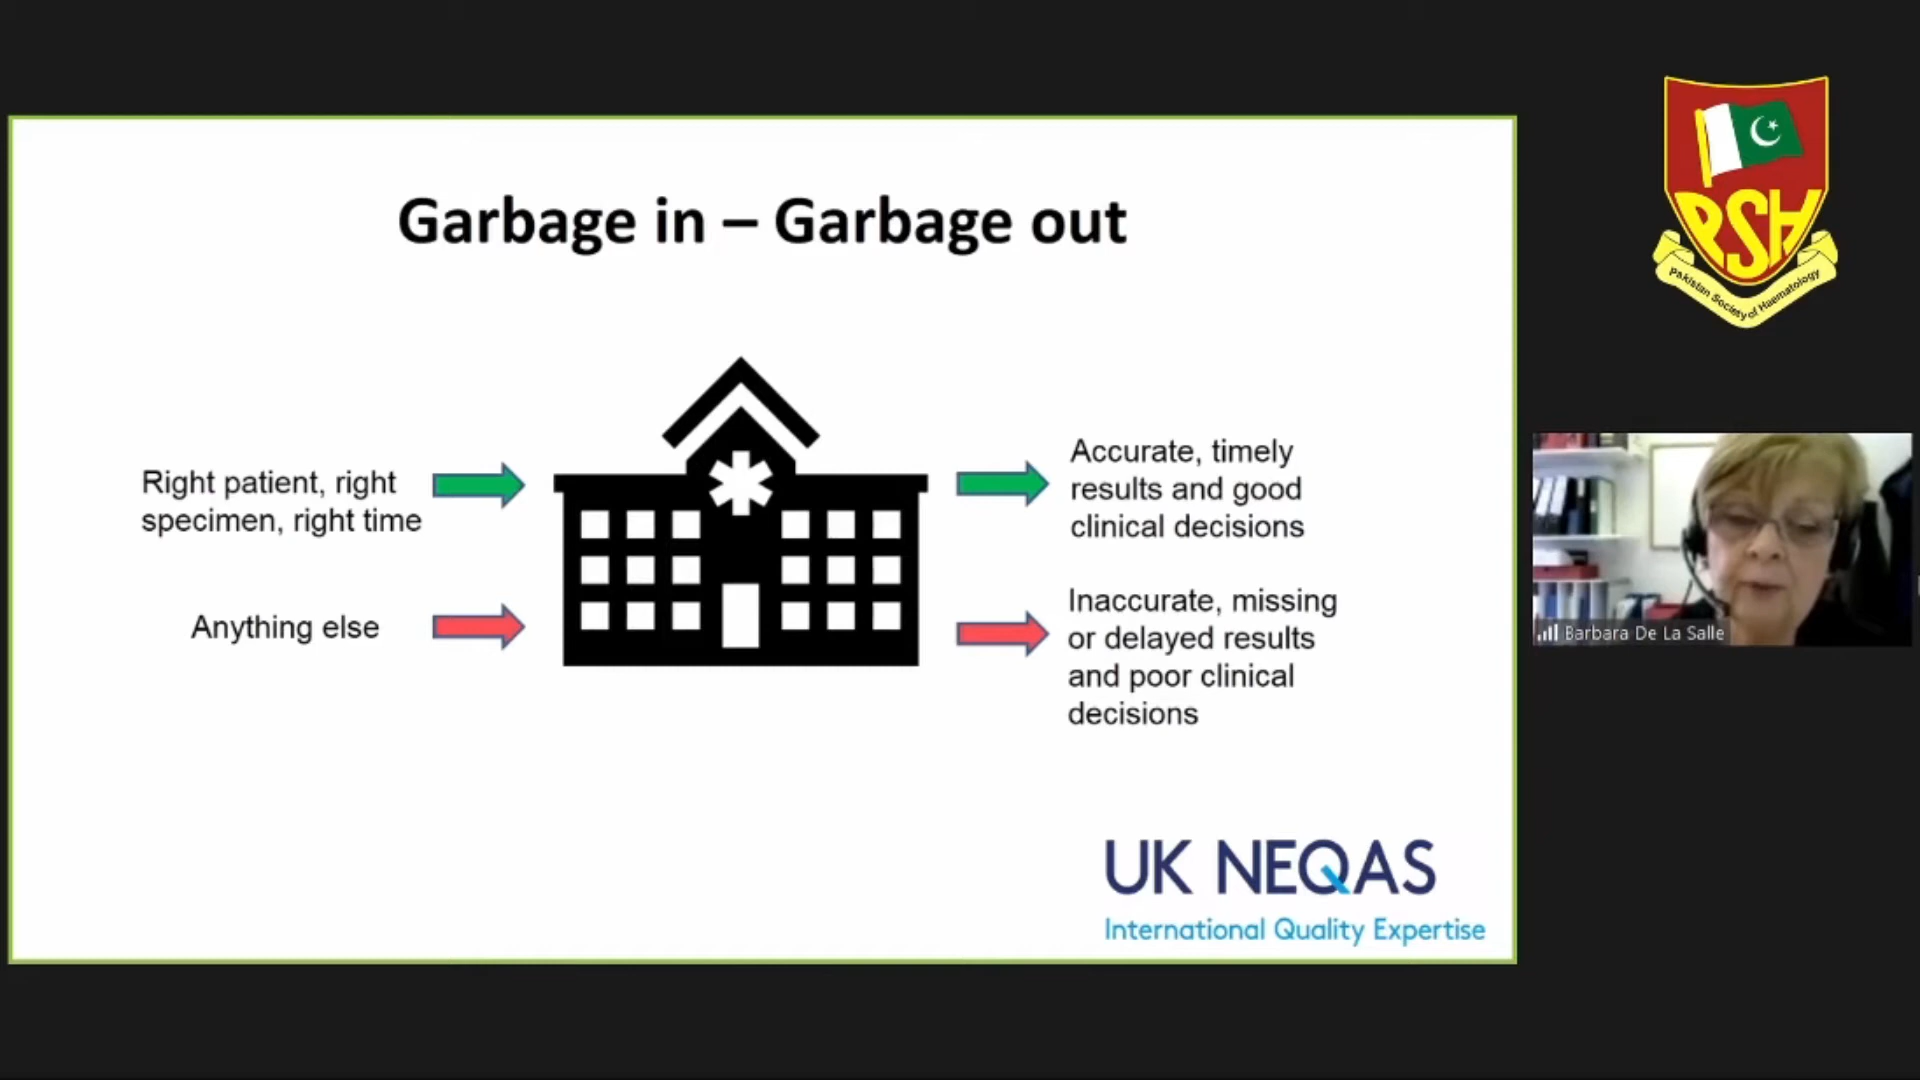 Garbage in – Garbage out
Right patient, right
specimen, right time
Anything else
Accurate, timely
results and good
clinical decisions
Inaccurate, missing
or delayed results
and poor clinical
decisions
UK NEQAS
International Quality Expertise
PSH
Pakistan Society of Haematology
Barbara De La Salle